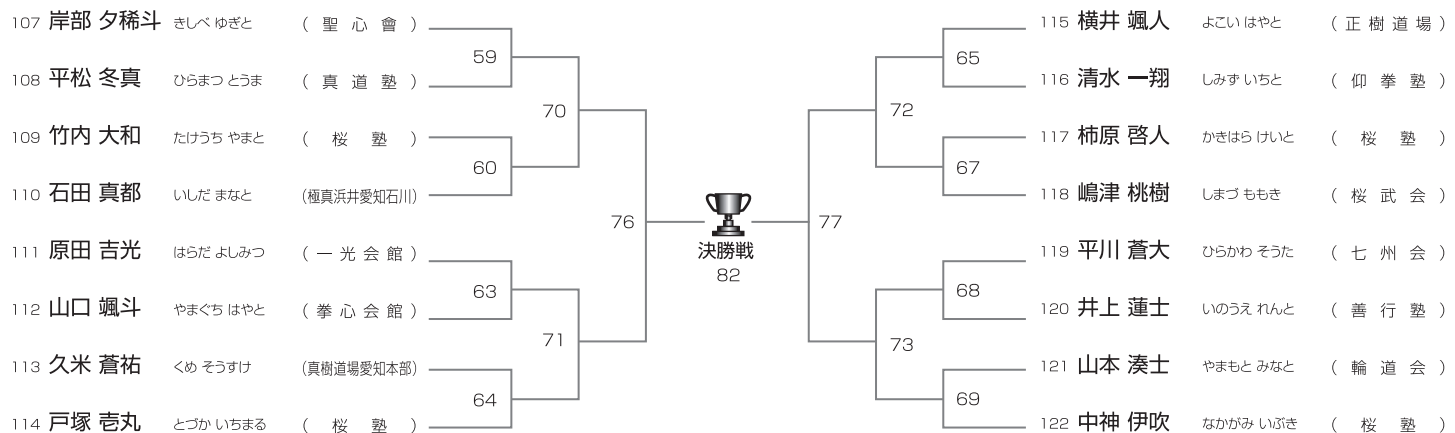 107 岸部 夕稀斗 きしべ ゆぎと （聖心會）
59
108 平松 冬真 ひらまつ とうま （真道塾）
70
109 竹内 大和 たけうち やまと （桜塾）
60
110 石田 真都 いしだ まなと （極真浜井愛知石川）
76
111 原田 吉光 はらだ よしみつ （一光会館）
63
112 山口 颯斗 やまぐち はやと （拳心会館）
71
113 久米 蒼祐 くめ そうすけ （真樹道場愛知本部）
64
114 戸塚 壱丸 とづか いちまる （桜塾）
決勝戦
82
115 横井 颯人 よこい はやと （正樹道場）
65
116 清水 一翔 しみず いちと （仰拳塾）
72
117 柿原 啓人 かきはら けいと （桜塾）
67
118 嶋津 桃樹 しまづ ももき （桜武会）
77
119 平川 蒼大 ひらかわ そうた （七州会）
68
120 井上 蓮士 いのうえ れんと （善行塾）
73
121 山本 湊士 やまもと みなと （輪道会）
69
122 中神 伊吹 なかがみ いぶき （桜塾）